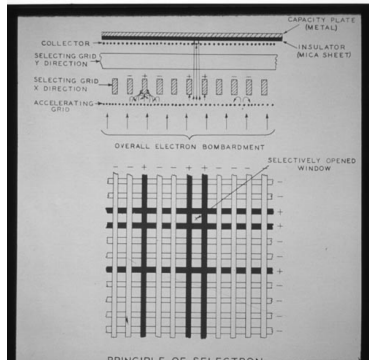 CAPACITY PLATE
(METAL)
COLLECTOR
INSULATOR
(MICA SHEET)
SELECTING GRID
Y DIRECTION
SELECTING GRID
X DIRECTION
ACCELERATING
GRID
OVERALL ELECTRON BOMBARDMENT
SELECTIVELY OPENED
WINDOW
PRINCIPLE OF SELECTRON